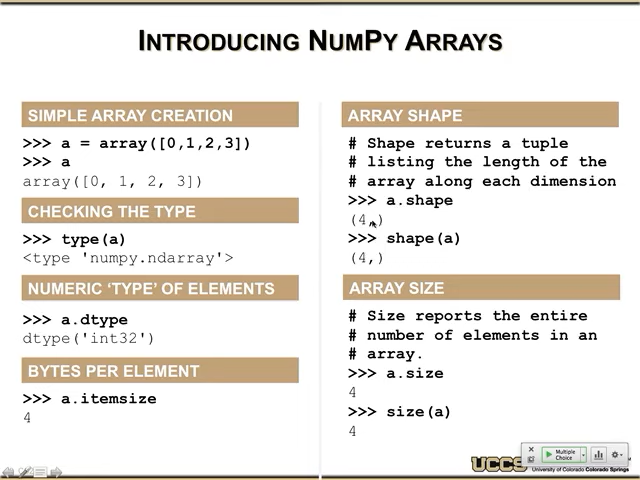 INTRODUCING NUMPY ARRAYS
SIMPLE ARRAY CREATION
>>> a = array([0,1,2,3])
>>> a
array([0, 1, 2, 3])
CHECKING THE TYPE
>>> type(a)
<type 'numpy.ndarray'>
NUMERIC ‘TYPE’ OF ELEMENTS
>>> a.dtype
dtype('int32')
BYTES PER ELEMENT
>>> a.itemsize
4
ARRAY SHAPE
# Shape returns a tuple
# listing the length of the
# array along each dimension
>>> a.shape
(4,)
>>> shape(a)
(4,)
ARRAY SIZE
# Size reports the entire
# number of elements in an
# array.
>>> a.size
4
>>> size(a)
4
Multiple
Choice
UCCS
University of Colorado Colorado Springs